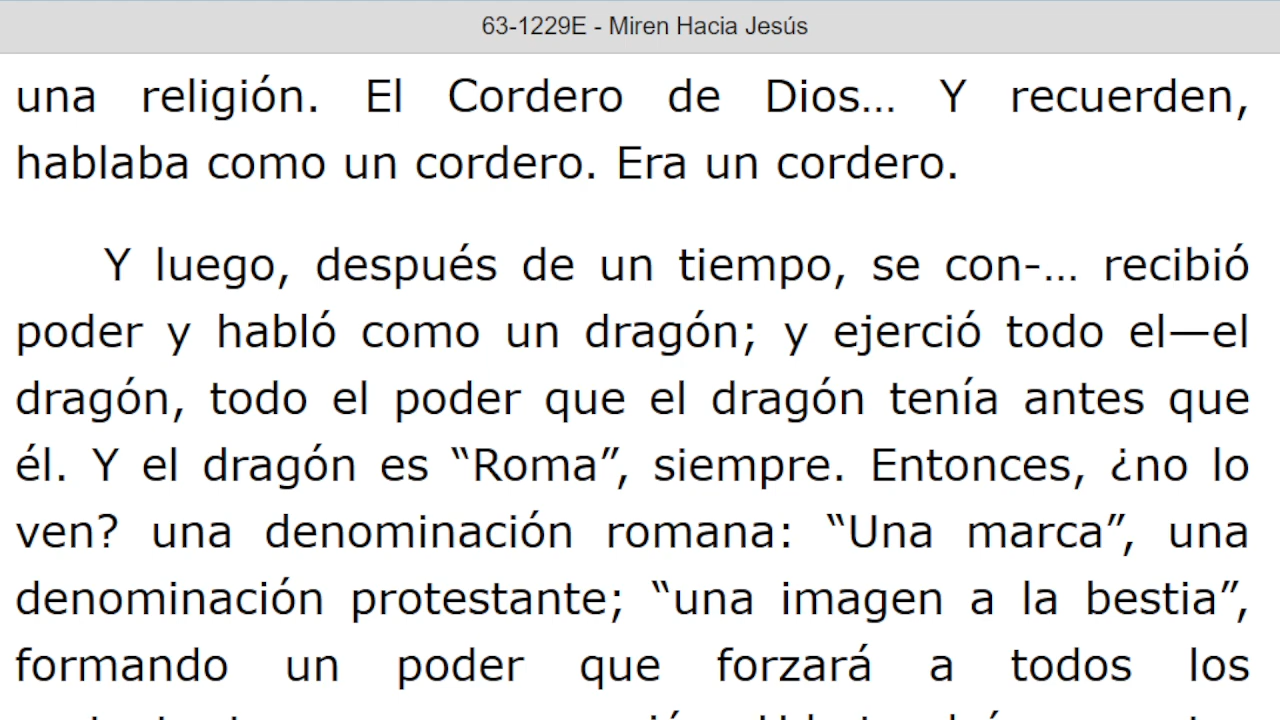 63-1229E - Miren Hacia Jesús
una religión. El Cordero de Dios… Y recuerden,
hablaba como un cordero. Era un cordero.
Y luego, después de un tiempo, se con-… recibió
poder y habló como un dragón; y ejerció todo el—el
dragón, todo el poder que el dragón tenía antes que
él. Y el dragón es “Roma”, siempre. Entonces, ¿no lo
ven? una denominación romana: “Una marca”, una
denominación protestante; “una imagen a la bestia”,
formando un poder que forzará a todos los